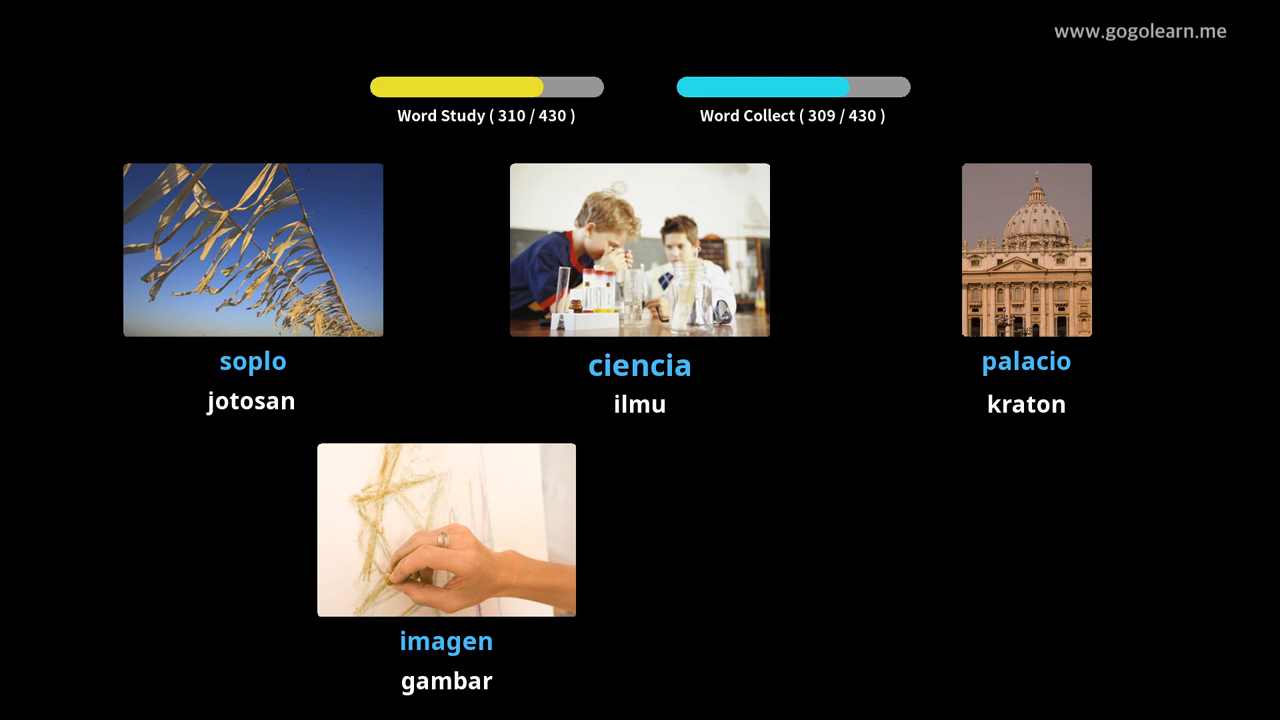 www.gogolearn.me
Word Study ( 310 / 430 )
Word Collect ( 309 / 430 )
soplo
ciencia
palacio
jotosan
ilmu
kraton
imagen
gambar